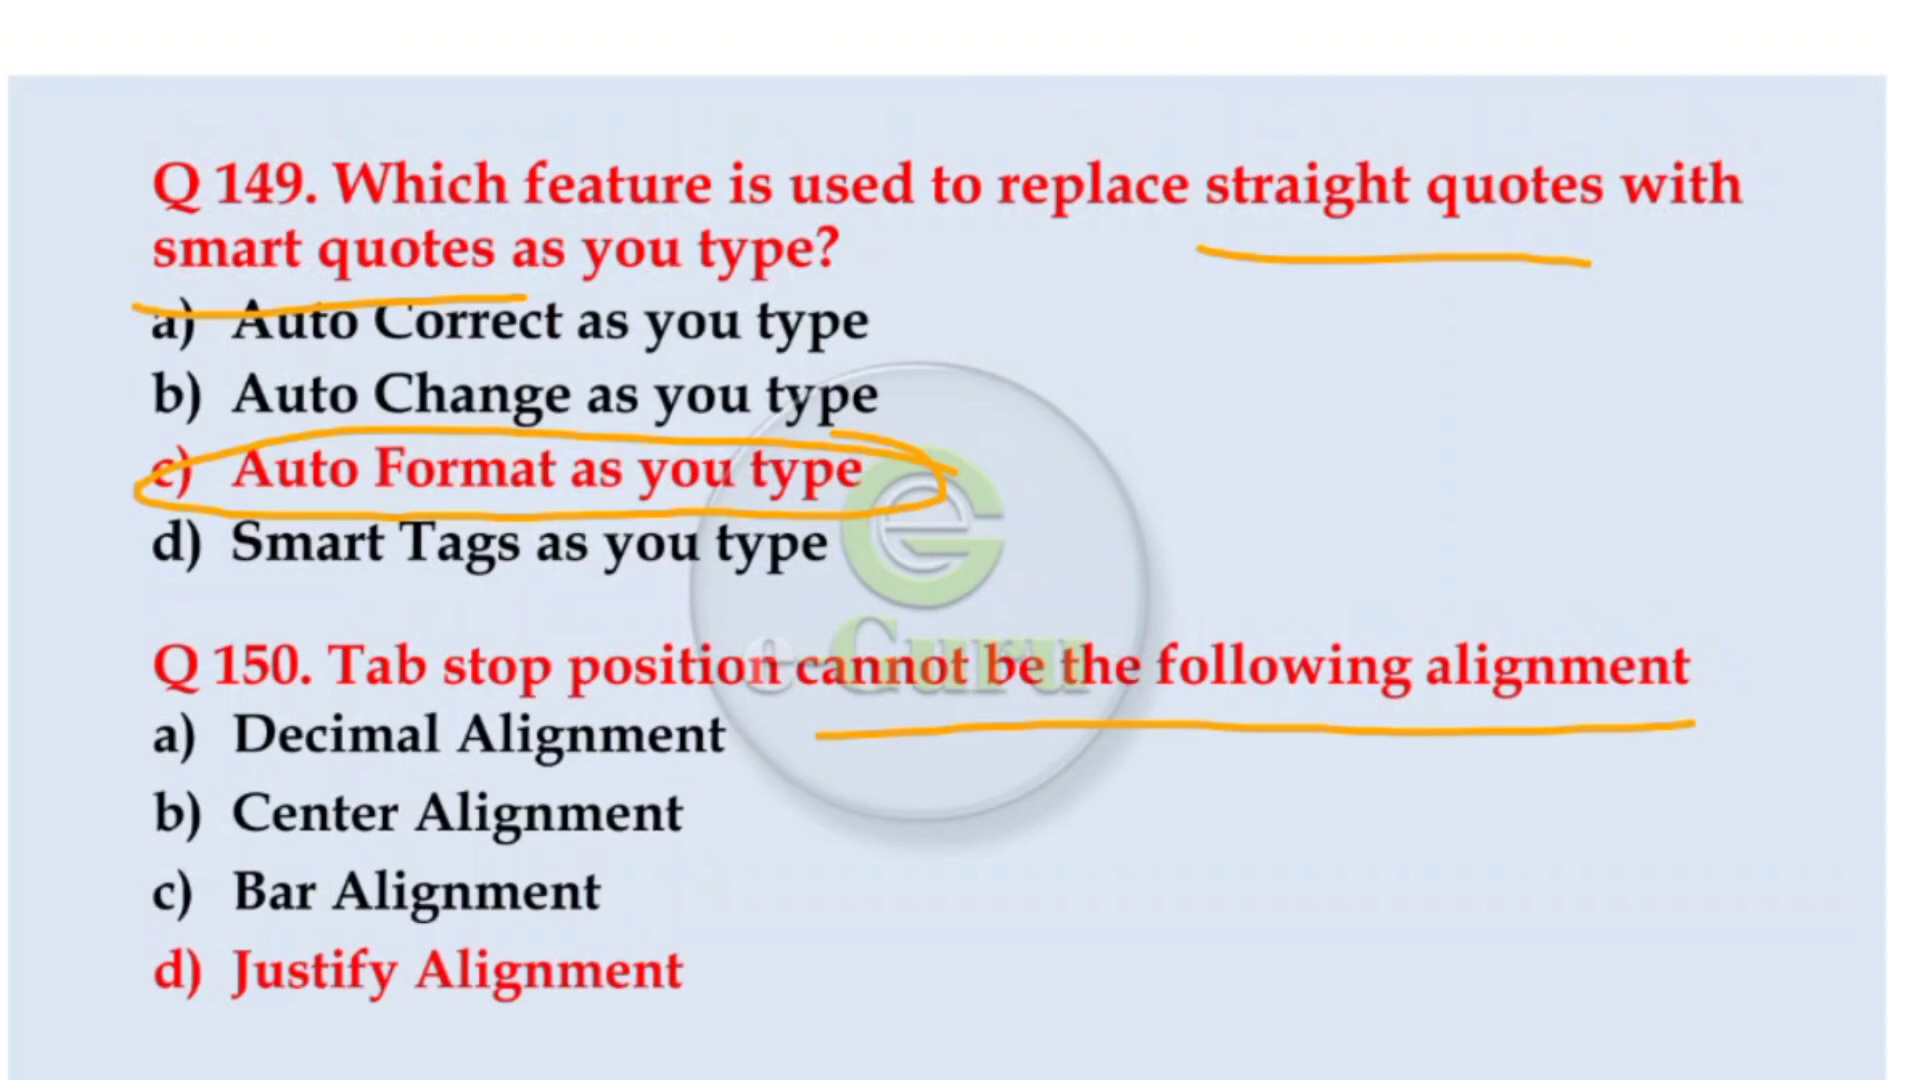 Q 149. Which feature is used to replace straight quotes with
smart quotes as you type?
a) Auto Correct as you type
b) Auto Change as you type
c) Auto Format as you type
d) Smart Tags as you type
e-Guru
Q 150. Tab stop position cannot be the following alignment
a) Decimal Alignment
b) Center Alignment
c) Bar Alignment
d) Justify Alignment